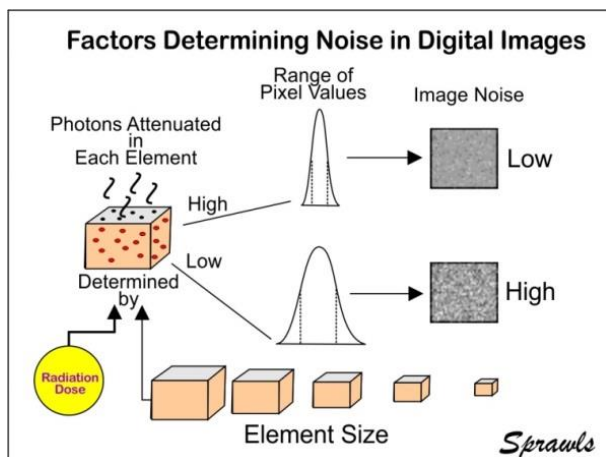 Factors Determining Noise in Digital Images
Range of
Pixel Values
Image Noise
Photons Attenuated
in
Each Element
High
Low
Low
High
Determined
by
Radiation
Dose
Element Size
Sprawls